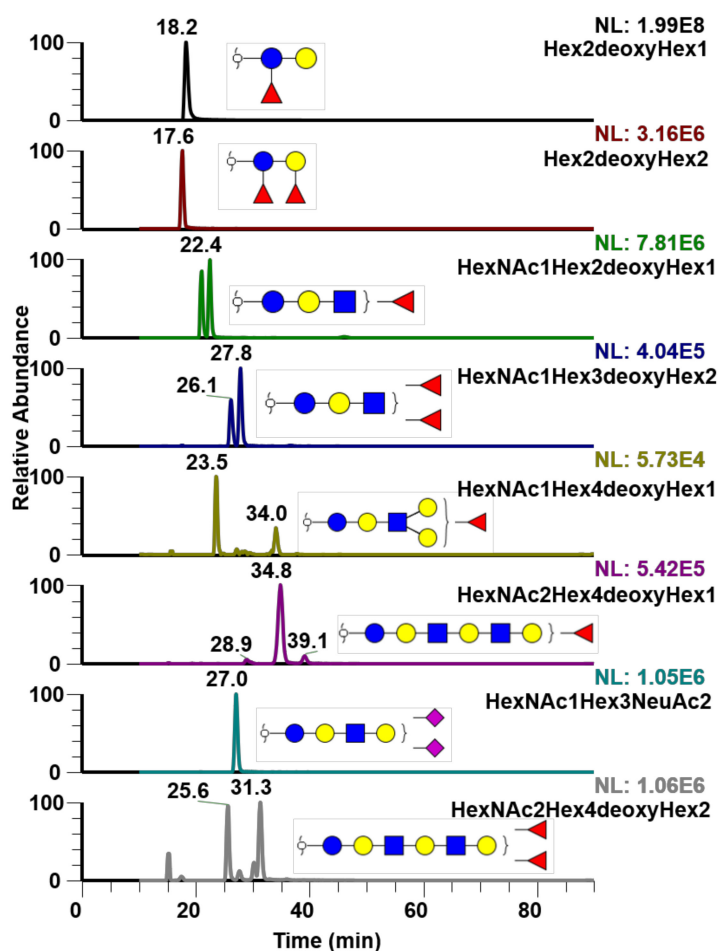 18.2
NL: 1.99E8
Hex2deoxyHex1
100
0
17.6
NL: 3.16E6
Hex2deoxyHex2
100
0
22.4
NL: 7.81E6
HexNAc1Hex2deoxyHex1
100
0
27.8
NL: 4.04E5
HexNAc1Hex3deoxyHex2
100
26.1
0
23.5
NL: 5.73E4
HexNAc1Hex4deoxyHex1
100
34.0
0
34.8
NL: 5.42E5
HexNAc2Hex4deoxyHex1
100
28.9
39.1
0
27.0
NL: 1.05E6
HexNAc1Hex3NeuAc2
100
0
25.6
31.3
NL: 1.06E6
HexNAc2Hex4deoxyHex2
100
0
Relative Abundance
0 20 40 60 80
Time (min)